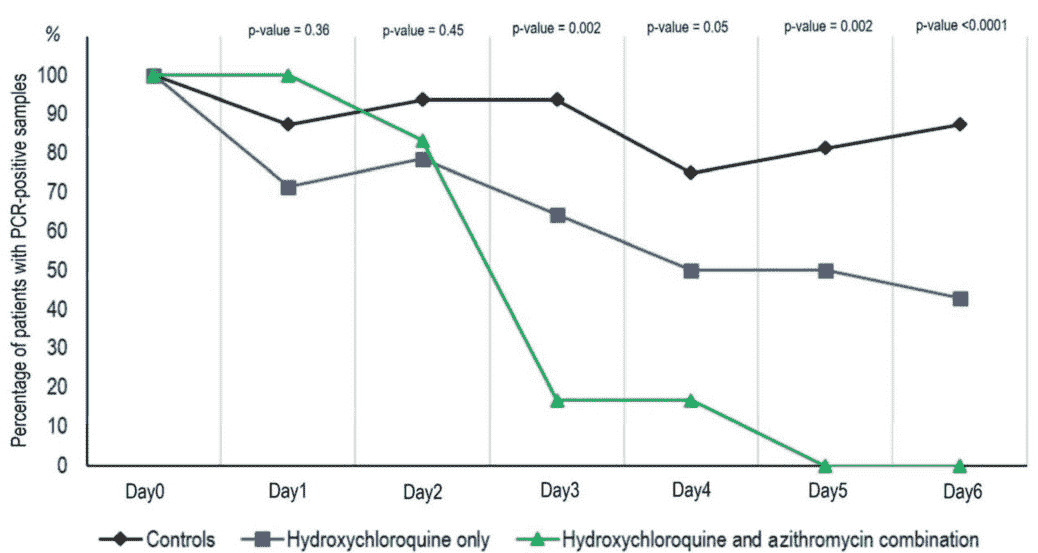 %
p-value = 0.36
p-value = 0.45
p-value = 0.002
p-value = 0.05
p-value = 0.002
p-value <0.0001
Percentage of patients with PCR-positive samples
100
90
80
70
60
50
40
30
20
10
0
Day0
Day1
Day2
Day3
Day4
Day5
Day6
Controls
Hydroxychloroquine only
Hydroxychloroquine and azithromycin combination